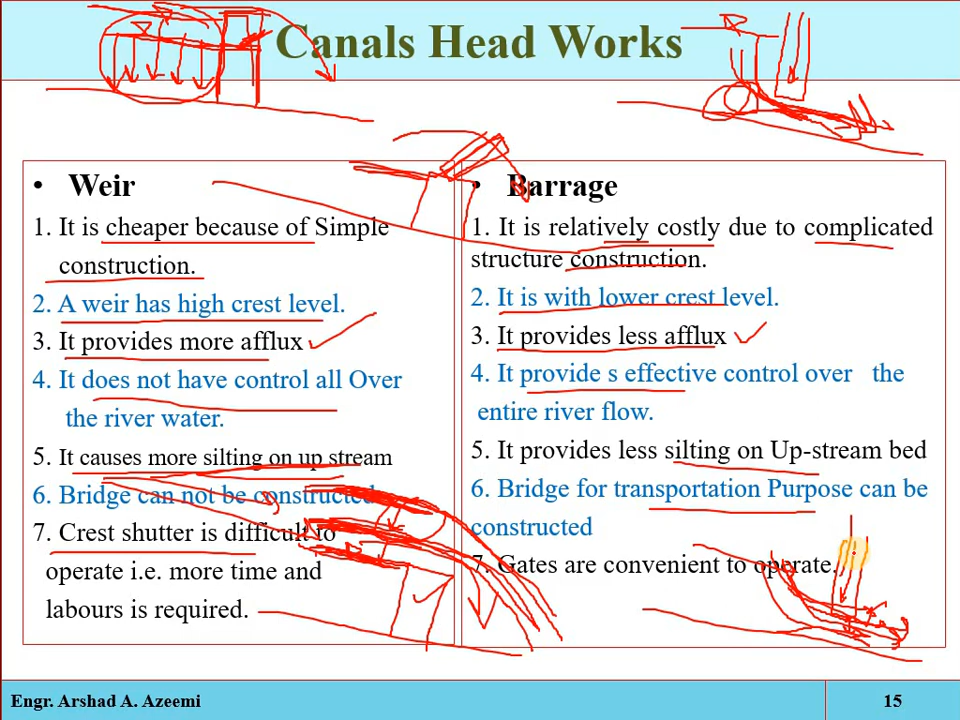 Canals Head Works
• Weir
1. It is cheaper because of Simple
construction.
2. A weir has high crest level.
3. It provides more afflux
4. It does not have control all Over
the river water.
5. It causes more silting on up stream
6. Bridge can not be constructed
7. Crest shutter is difficult to
operate i.e. more time and
labours is required.
• Barrage
1. It is relatively costly due to complicated
structure construction.
2. It is with lower crest level.
3. It provides less afflux
4. It provide s effective control over the
entire river flow.
5. It provides less silting on Up-stream bed
6. Bridge for transportation Purpose can be
constructed
7. Gates are convenient to operate.
Engr. Arshad A. Azeemi
15